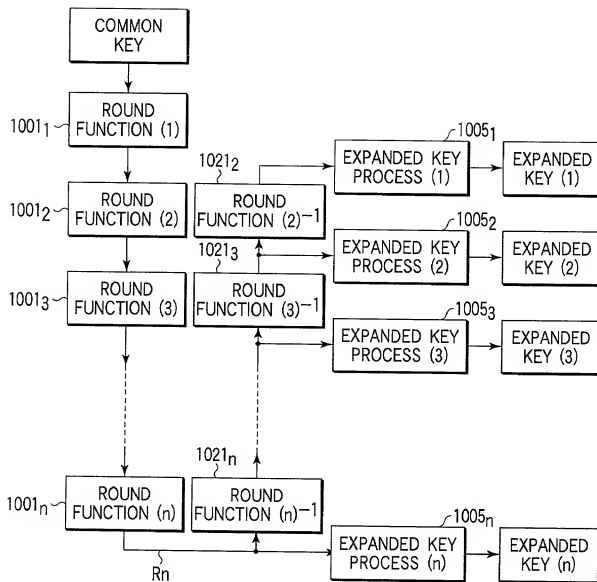 COMMON
KEY
1001₁
ROUND
FUNCTION (1)
1001₂
ROUND
FUNCTION (2)
1001₃
ROUND
FUNCTION (3)
1001ₙ
ROUND
FUNCTION (n)
Rn
1021₂
ROUND
FUNCTION (2)⁻¹
1021₃
ROUND
FUNCTION (3)⁻¹
1021ₙ
ROUND
FUNCTION (n)⁻¹
1005₁
EXPANDED KEY
PROCESS (1)
EXPANDED
KEY (1)
1005₂
EXPANDED KEY
PROCESS (2)
EXPANDED
KEY (2)
1005₃
EXPANDED KEY
PROCESS (3)
EXPANDED
KEY (3)
1005ₙ
EXPANDED KEY
PROCESS (n)
EXPANDED
KEY (n)